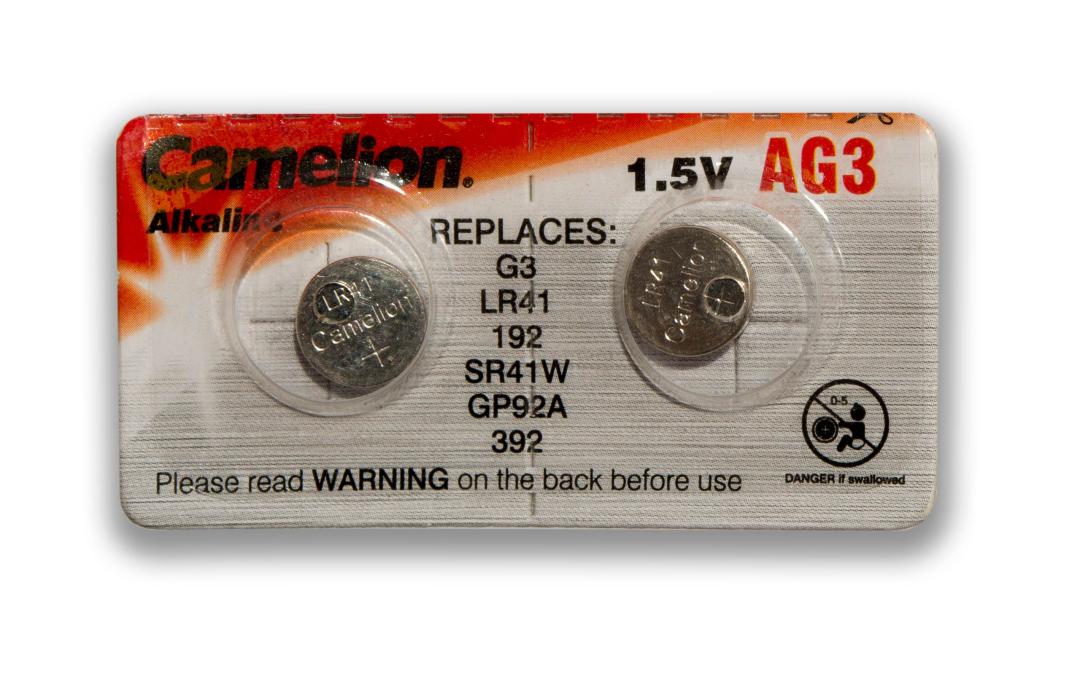 Camelion®
1.5V AG3
Alkaline
REPLACES:
G3
LR41
192
SR41W
GP92A
392
LR41
Camelion
+
LR41
Camelion
+
0-5
DANGER if swallowed
Please read WARNING on the back before use